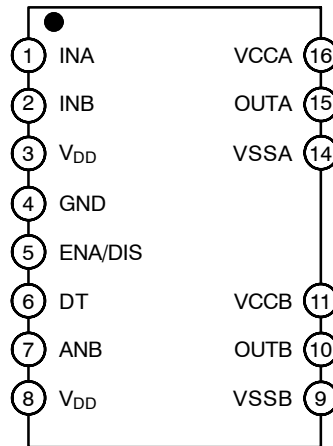 1 INA VCCA 16
2 INB OUTA 15
3 VDD VSSA 14
4 GND
5 ENA/DIS
6 DT VCCB 11
7 ANB OUTB 10
8 VDD VSSB 9